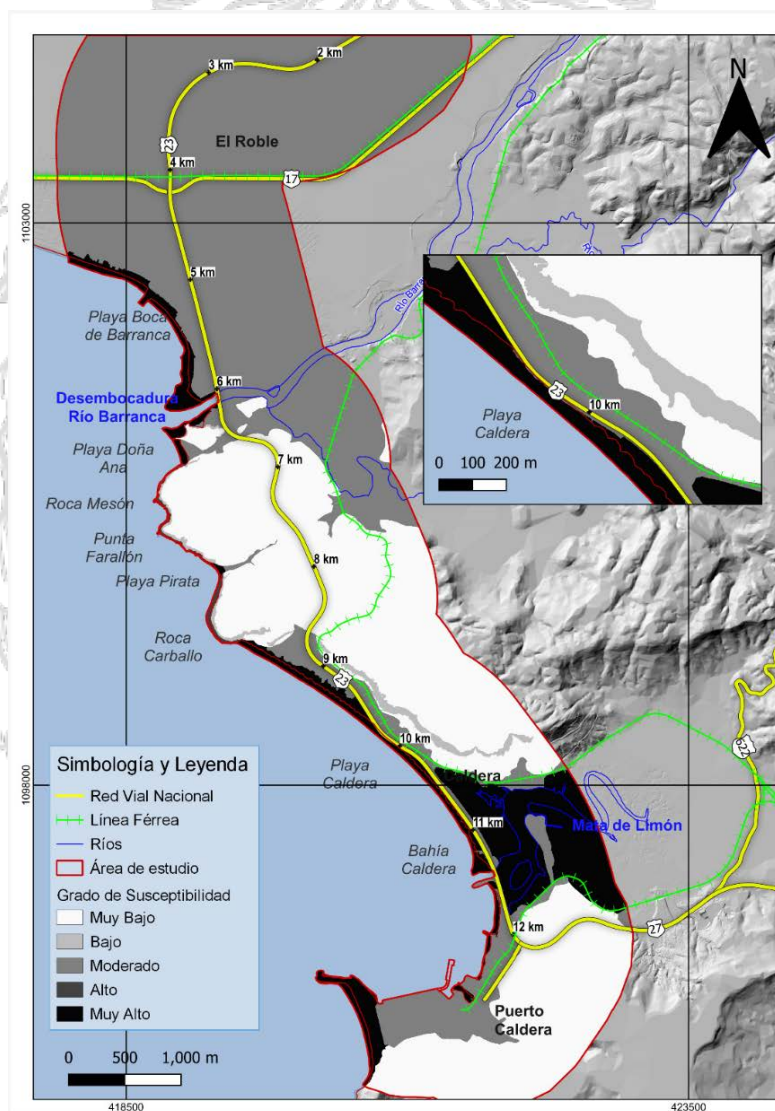 N
2 km
3 km
El Roble
23
4 km
17
1103000
5 km
Playa Boca
de Barranca
6 km
Desembocadura
Río Barranca
Playa Doña
Ana
7 km
Roca Mesón
Punta
Farallón
8 km
Playa Pirata
Roca
Carballo
9 km
23
23
10 km
Playa
Caldera
0 100 200 m
10 km
Playa
Caldera
622
1098000
11 km
Mata de Limón
Bahía
Caldera
12 km
27
Puerto
Caldera
Simbología y Leyenda
Red Vial Nacional
Línea Férrea
Ríos
Área de estudio
Grado de Susceptibilidad
Muy Bajo
Bajo
Moderado
Alto
Muy Alto
0 500 1,000 m
418500
423500